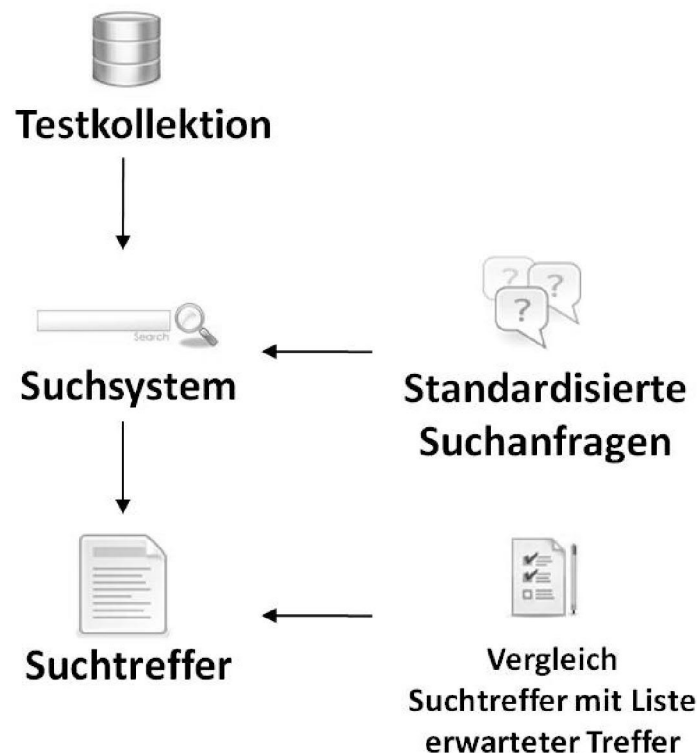 Testkollektion
Search
Suchsystem
? ? ?
Standardisierte
Suchanfragen
Suchtreffer
Vergleich
Suchtreffer mit Liste
erwarteter Treffer